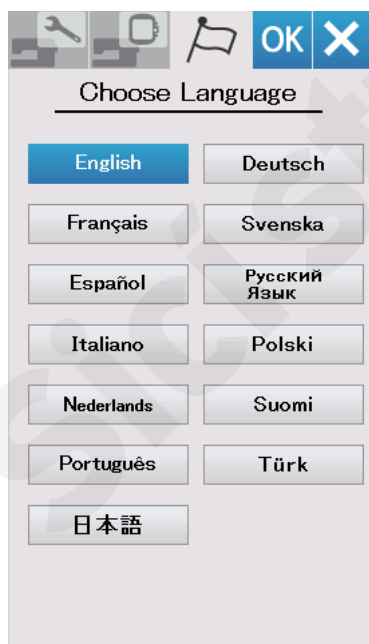 OK
Choose Language
English
Deutsch
Français
Svenska
Español
Русский
Язык
Italiano
Polski
Nederlands
Suomi
Português
Türk
日本語